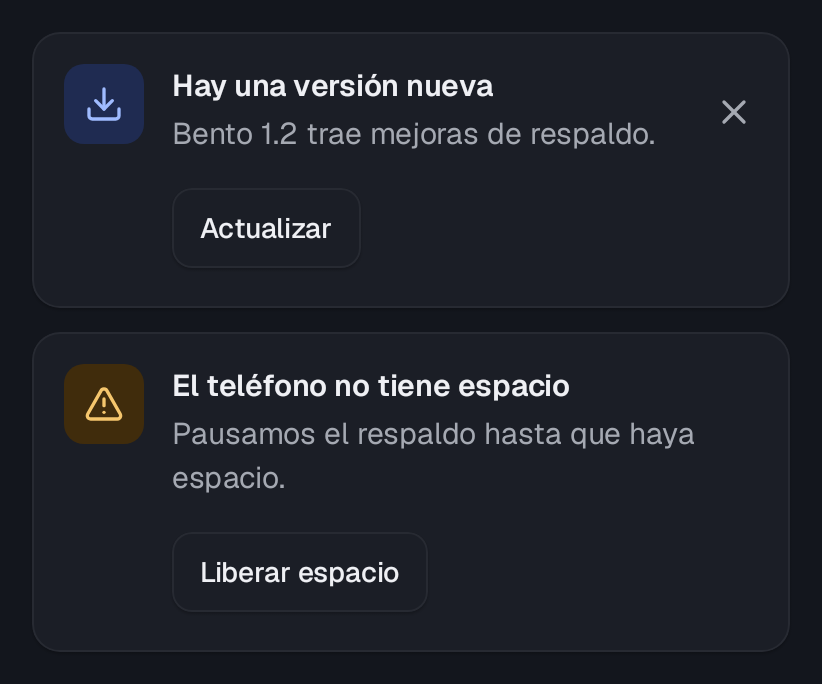 Hay una versión nueva
Bento 1.2 trae mejoras de respaldo.
Actualizar
El teléfono no tiene espacio
Pausamos el respaldo hasta que haya
espacio.
Liberar espacio